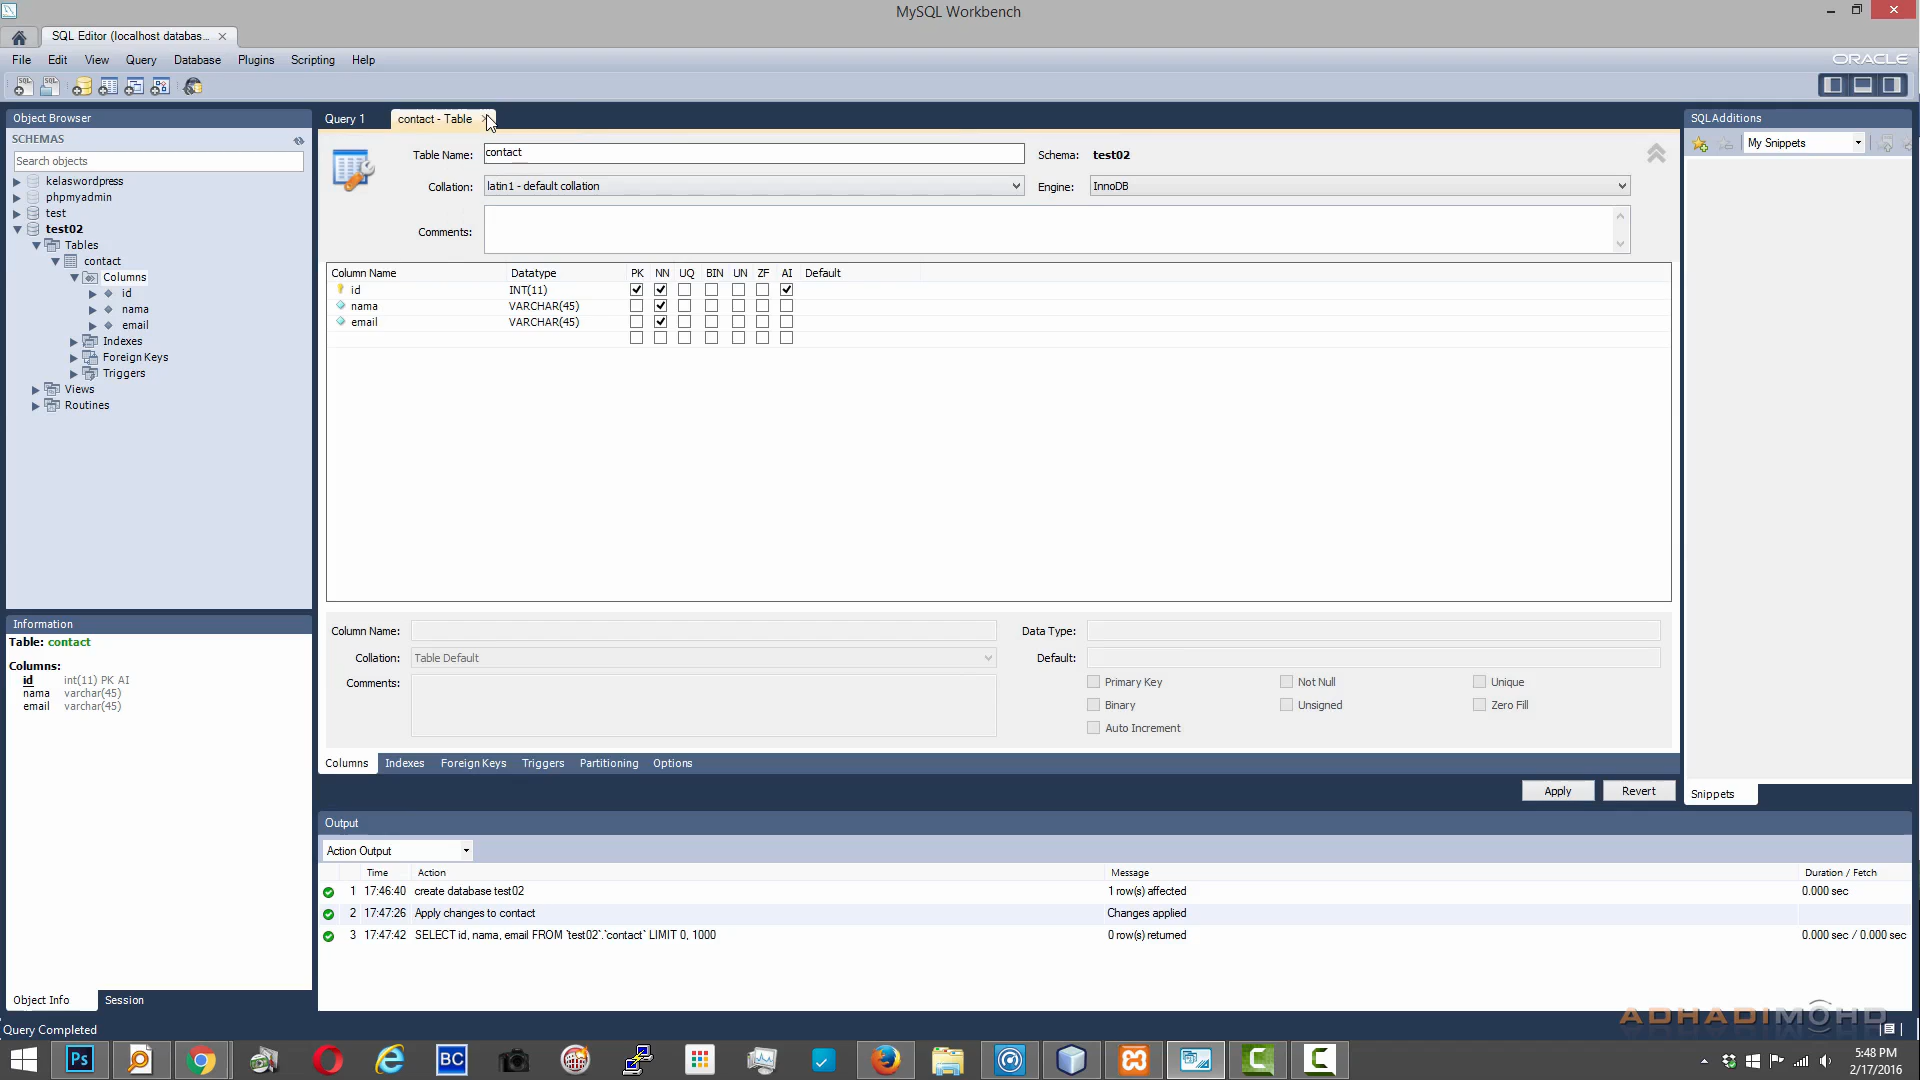 MySQL Workbench
SQL Editor (localhost databas...
File Edit View Query Database Plugins Scripting Help
ORACLE
Object Browser
SCHEMAS
Search objects
kelaswordpress
phpmyadmin
test
test02
Tables
contact
Columns
id
nama
email
Indexes
Foreign Keys
Triggers
Views
Routines
Information
Table: contact
Columns:
id int(11) PK AI
nama varchar(45)
email varchar(45)
Object Info Session
Query Completed
Query 1 contact - Table
Table Name: contact Schema: test02
Collation: latin1 - default collation Engine: InnoDB
Comments:
Column Name Datatype PK NN UQ BIN UN ZF AI Default
id INT(11)
nama VARCHAR(45)
email VARCHAR(45)
Column Name: Data Type:
Collation: Table Default Default:
Comments: Primary Key Not Null Unique
Binary Unsigned Zero Fill
Auto Increment
Columns Indexes Foreign Keys Triggers Partitioning Options
Apply Revert
Output
Action Output
Time Action Message Duration / Fetch
1 17:46:40 create database test02 1 row(s) affected 0.000 sec
2 17:47:26 Apply changes to contact Changes applied
3 17:47:42 SELECT id, nama, email FROM `test02`.`contact` LIMIT 0, 1000 0 row(s) returned 0.000 sec / 0.000 sec
SQLAdditions
My Snippets
Snippets
ADHADIMOHD
Ps
BC
5:48 PM
2/17/2016